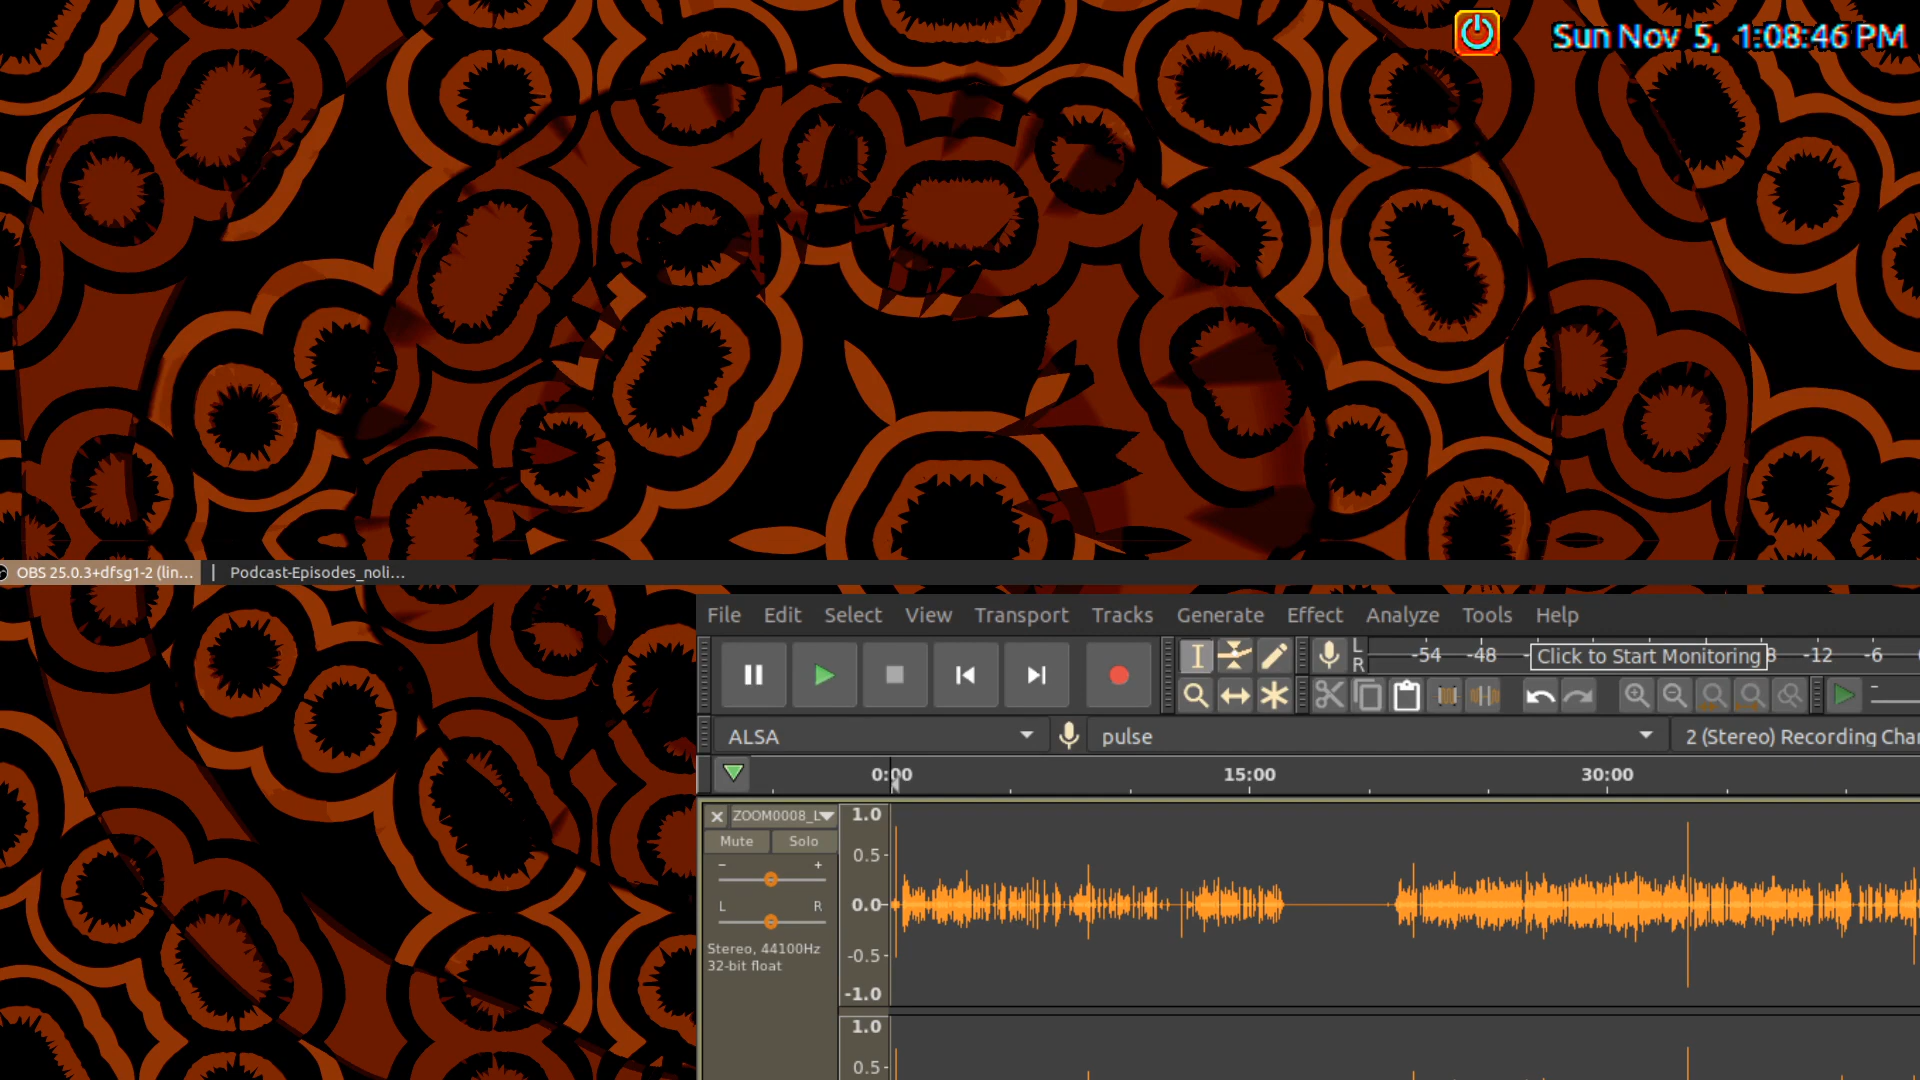 Sun Nov 5, 1:08:46 PM
OBS 25.0.3+dfsg1-2 (lin... | Podcast-Episodes_noli...
File Edit Select View Transport Tracks Generate Effect Analyze Tools Help
L -54 -48 - Click to Start Monitoring 8 -12 -6
R
ALSA pulse 2 (Stereo) Recording Char
0:00 15:00 30:00
ZOOM0008_L 1.0
Mute Solo
0.5
- +
L R 0.0
Stereo, 44100Hz -0.5
32-bit float
-1.0
1.0
0.5